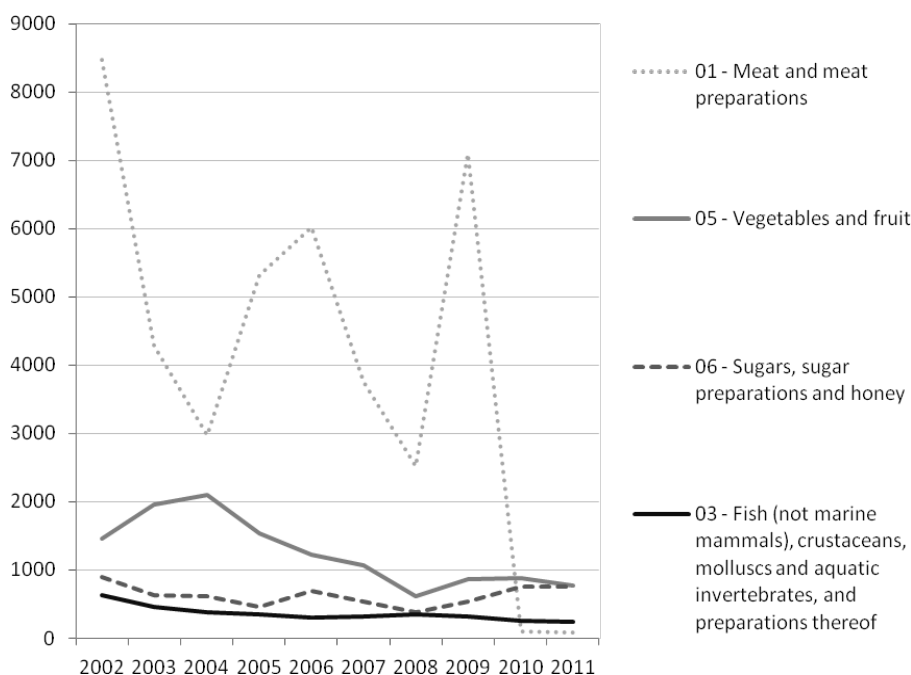 9000
8000
7000
6000
5000
4000
3000
2000
1000
0
2002 2003 2004 2005 2006 2007 2008 2009 2010 2011
01 - Meat and meat
preparations
05 - Vegetables and fruit
06 - Sugars, sugar
preparations and honey
03 - Fish (not marine
mammals), crustaceans,
molluscs and aquatic
invertebrates, and
preparations thereof